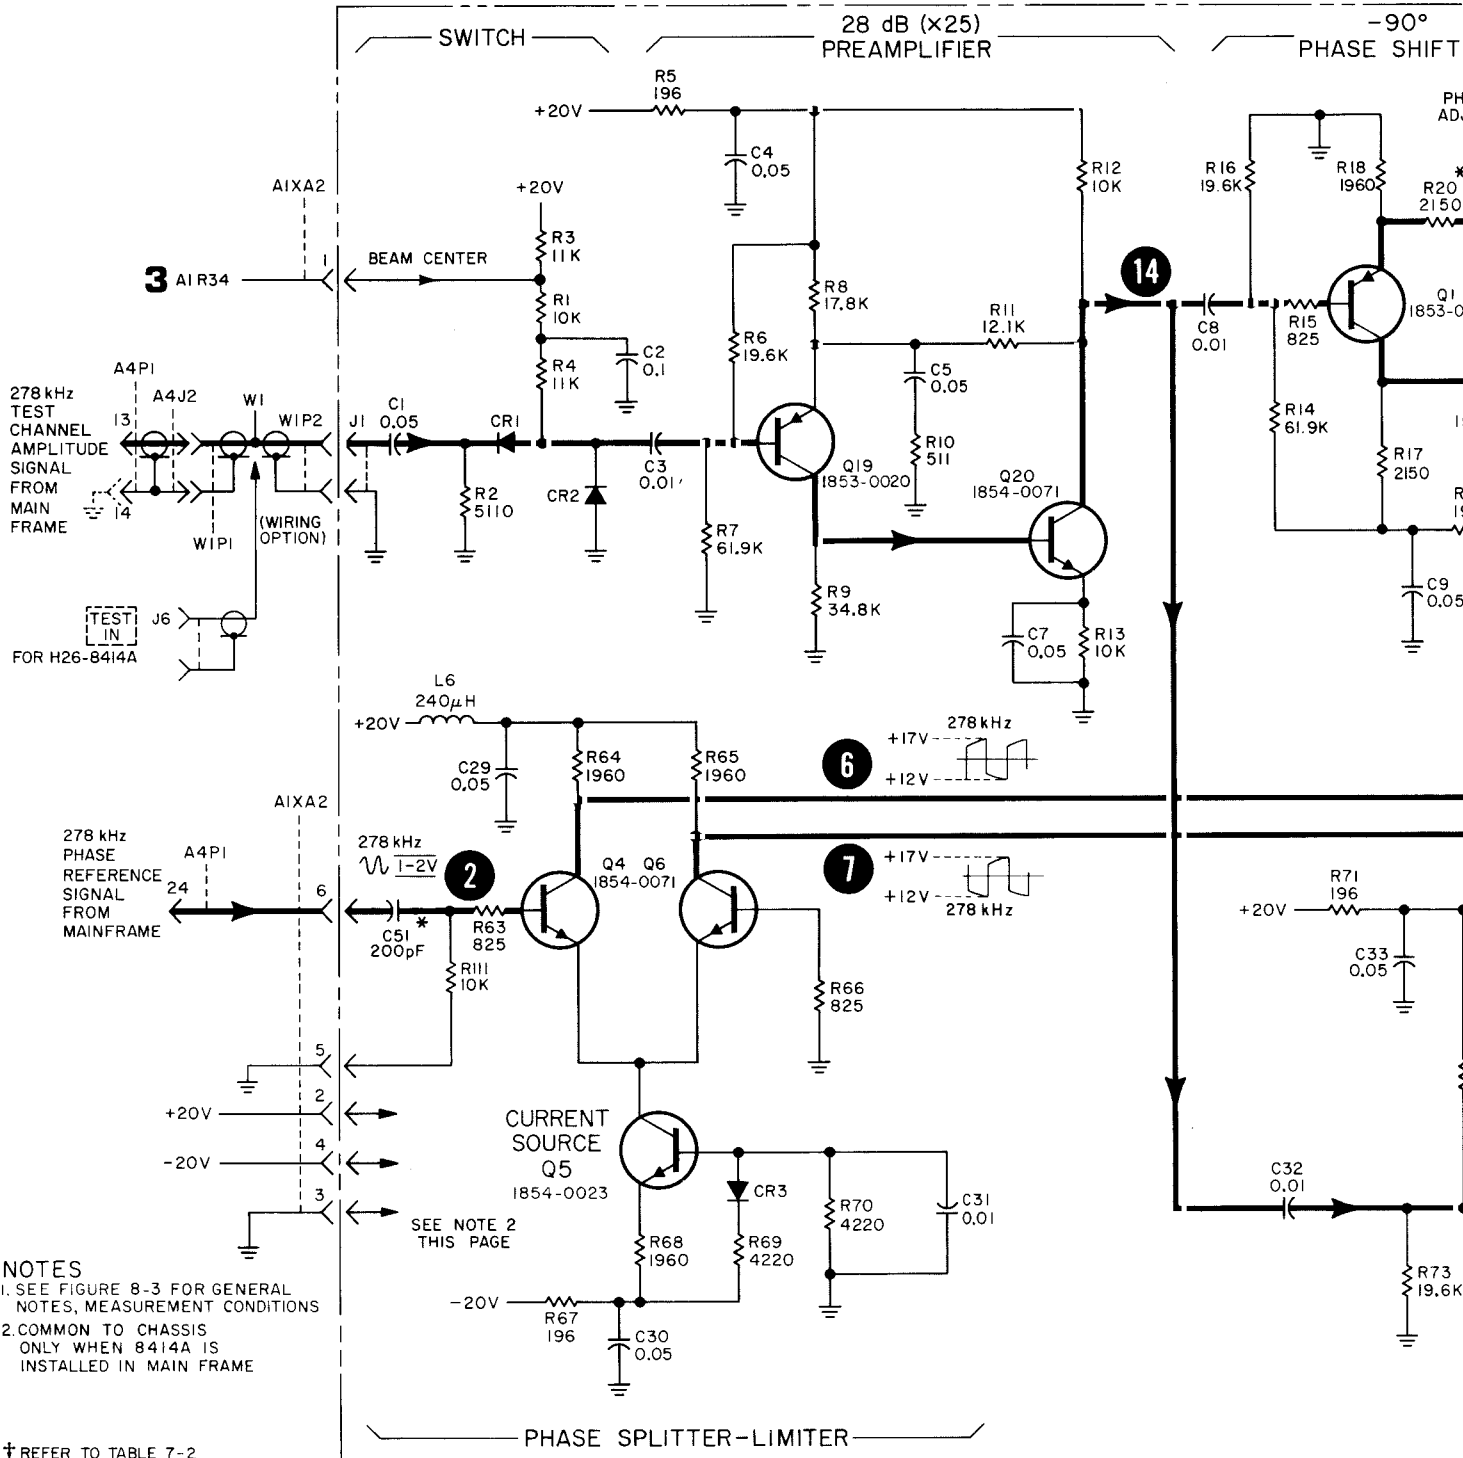 SWITCH
28 dB (×25)
PREAMPLIFIER
-90°
PHASE SHIFT
R5
196
+20V
C4
0.05
R12
10K
R16
19.6K
R18
1960
*
R20
2150
A1XA2
+20V
R3
11K
3 A1R34
1
BEAM CENTER
R1
10K
R8
17.8K
14
R11
12.1K
C8
0.01
R15
825
Q1
R4
11K
C2
0.1
R6
19.6K
C5
0.05
278 kHz
TEST
CHANNEL
AMPLITUDE
SIGNAL
FROM
MAIN
FRAME
A4P1
13
A4J2
W1
W1P2
J1
C1
0.05
CR1
R14
61.9K
R10
511
R17
2150
14
W1P1
(WIRING
OPTION)
R2
5110
CR2
C3
0.01
R7
61.9K
Q19
1853-0020
Q20
1854-0071
R9
34.8K
C9
0.05
TEST
IN
J6
FOR H26-8414A
C7
0.05
R13
10K
L6
240µH
+20V
C29
0.05
R64
1960
R65
1960
6
+17V
278 kHz
+12V
A1XA2
278 kHz
PHASE
REFERENCE
SIGNAL
FROM
MAINFRAME
A4P1
24
6
278 kHz
1-2V
2
Q4 Q6
1854-0071
7
+17V
+12V
278 kHz
C51
200pF
*
R63
825
R111
10K
R66
825
R71
196
+20V
C33
0.05
5
+20V
2
-20V
4
3
SEE NOTE 2
THIS PAGE
CURRENT
SOURCE
Q5
1854-0023
CR3
R70
4220
C31
0.01
R68
1960
R69
4220
C32
0.01
R73
19.6K
-20V
R67
196
C30
0.05
NOTES
1. SEE FIGURE 8-3 FOR GENERAL
NOTES, MEASUREMENT CONDITIONS
2. COMMON TO CHASSIS
ONLY WHEN 8414A IS
INSTALLED IN MAIN FRAME
PHASE SPLITTER-LIMITER
‡ REFER TO TABLE 7-2